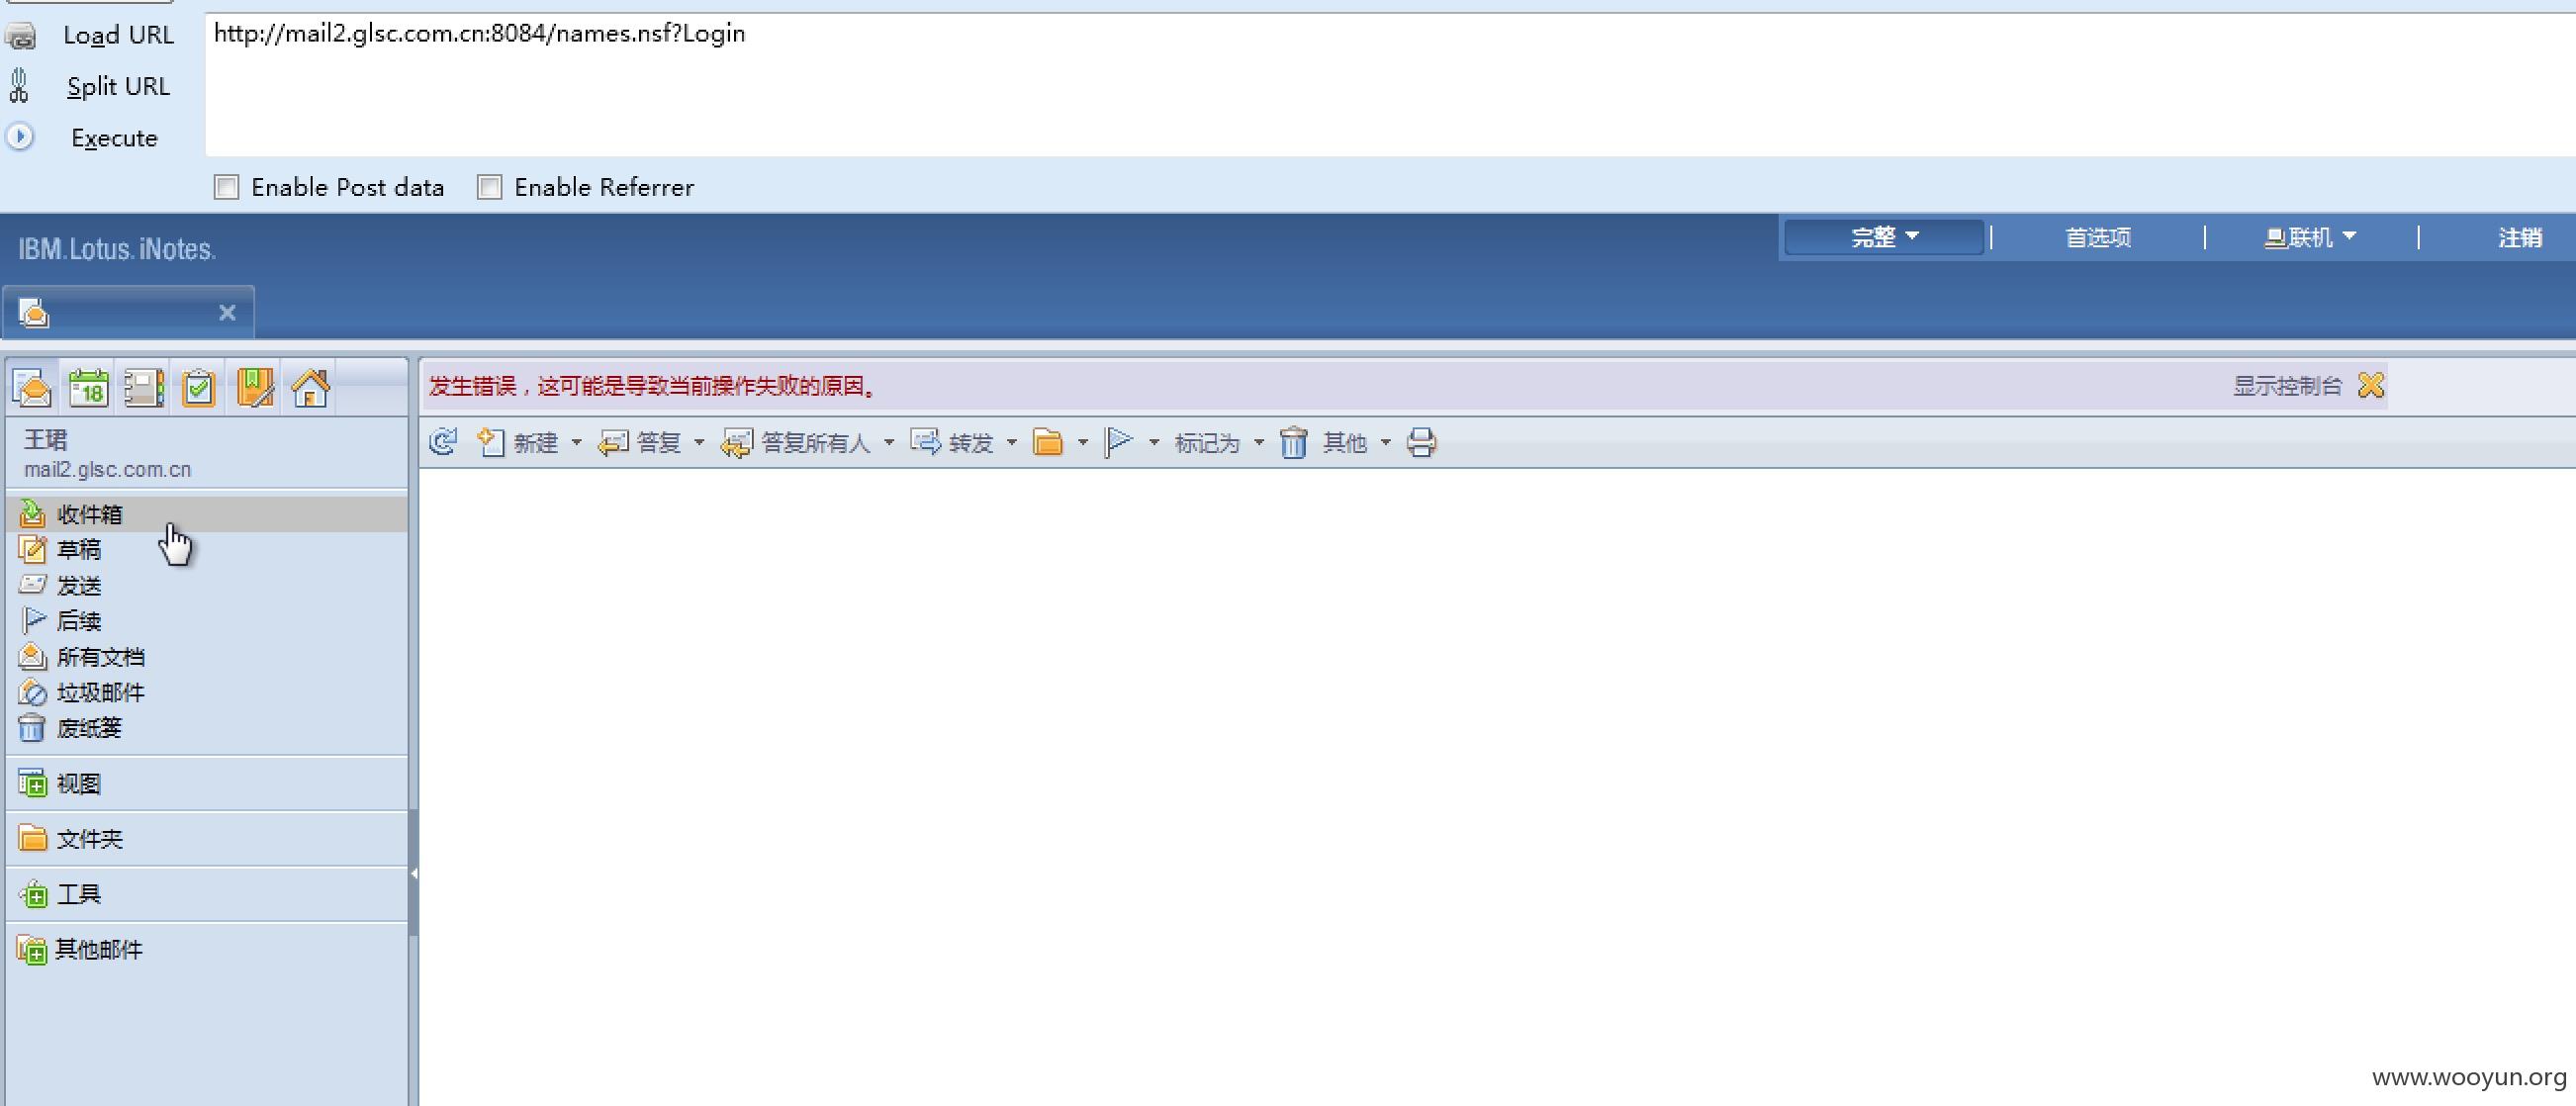 Load URL
http://mail2.glsc.com.cn:8084/names.nsf?Login
Split URL
Execute
Enable Post data
Enable Referrer
IBM.Lotus.iNotes.
完整
首选项
联机
注销
18
发生错误，这可能是导致当前操作失败的原因。
显示控制台
王珺
mail2.glsc.com.cn
新建
答复
答复所有人
转发
标记为
其他
收件箱
草稿
发送
后续
所有文档
垃圾邮件
废纸篓
视图
文件夹
工具
其他邮件
www.wooyun.org